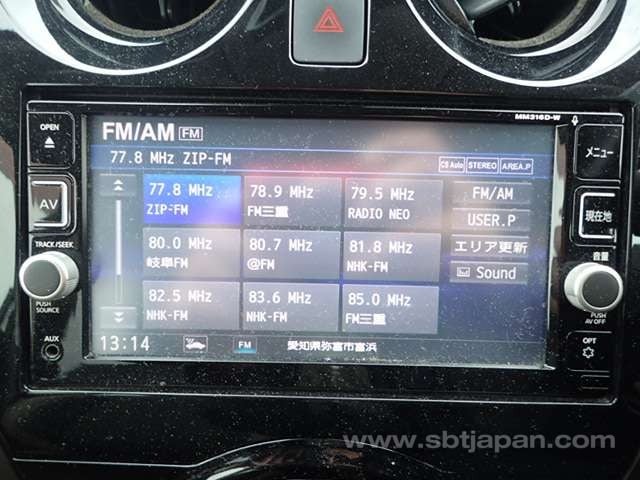 MM316D-W
OPEN
FM/AM FM
メニュー
77.8 MHz ZIP-FM
CS Auto STEREO AREA.P
AV
77.8 MHz 78.9 MHz 79.5 MHz FM/AM
ZIP-FM FM三重 RADIO NEO
USER.P
現在地
TRACK/SEEK
80.0 MHz 80.7 MHz 81.8 MHz エリア更新
岐阜FM @FM NHK-FM
音量
Sound
PUSH SOURCE
82.5 MHz 83.6 MHz 85.0 MHz
NHK-FM NHK-FM FM三重
PUSH AV OFF
AUX
13:14 FM 愛知県弥富市富浜
OPT
www.sbtjapan.com